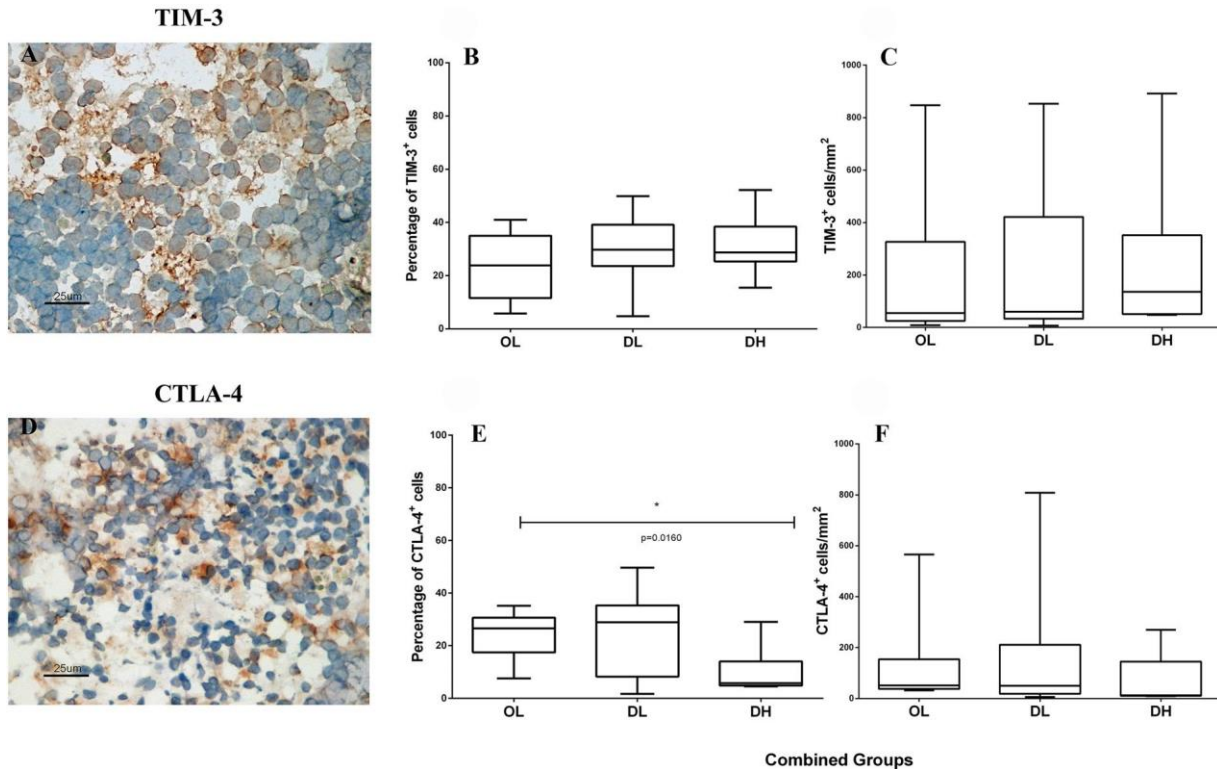 TIM-3
A
25um
B
Percentage of TIM-3+ cells
100
80
60
40
20
0
OL DL DH
C
TIM-3+ cells/mm2
1000
800
600
400
200
0
OL DL DH
CTLA-4
D
25um
E
Percentage of CTLA-4+ cells
100
80
60
40
20
0
*
p=0.0160
OL DL DH
F
CTLA-4+ cells/mm2
1000
800
600
400
200
0
OL DL DH
Combined Groups